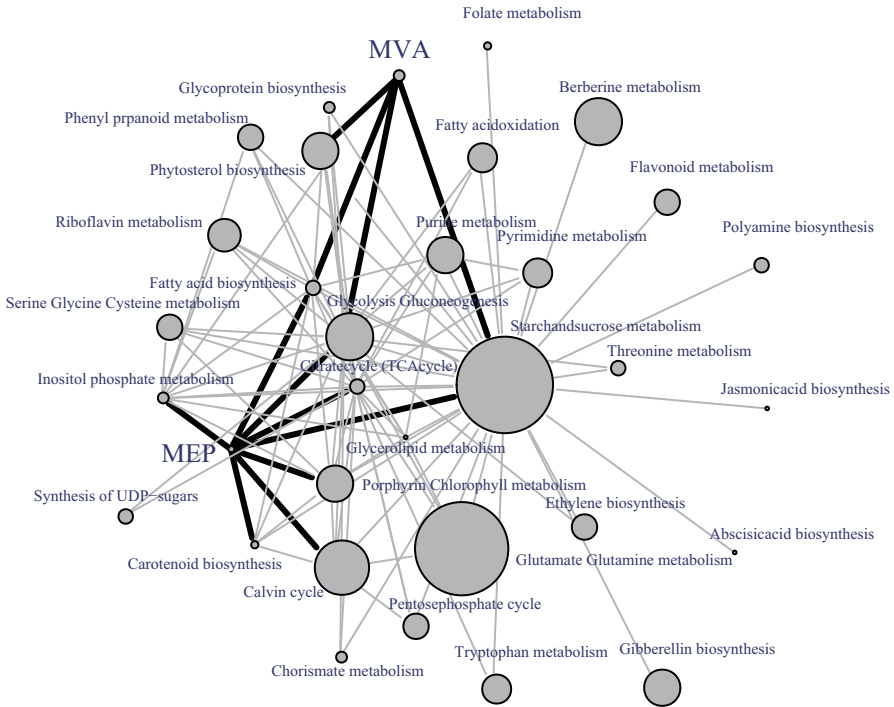 Folate metabolism
MVA
Glycoprotein biosynthesis
Berberine metabolism
Phenyl prpanoid metabolism
Fatty acidoxidation
Phytosterol biosynthesis
Flavonoid metabolism
Riboflavin metabolism
Purine metabolism
Pyrimidine metabolism
Polyamine biosynthesis
Fatty acid biosynthesis
Serine Glycine Cysteine metabolism
Glycolysis Gluconeogenesis
Starchandsucrose metabolism
Threonine metabolism
Citratecycle (TCAcycle)
Inositol phosphate metabolism
Jasmonicacid biosynthesis
MEP
Glycerolipid metabolism
Porphyrin Chlorophyll metabolism
Synthesis of UDP−sugars
Ethylene biosynthesis
Abscisicacid biosynthesis
Carotenoid biosynthesis
Glutamate Glutamine metabolism
Calvin cycle
Pentosephosphate cycle
Tryptophan metabolism
Gibberellin biosynthesis
Chorismate metabolism